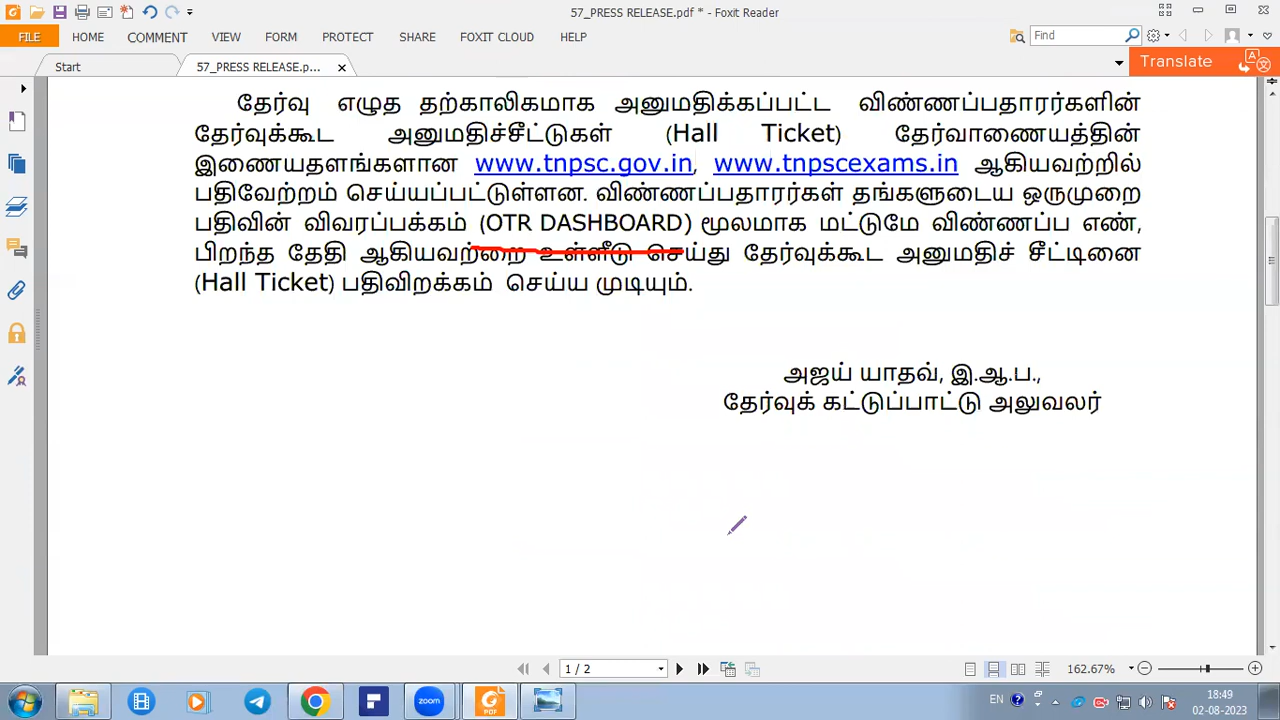 57_PRESS RELEASE.pdf * - Foxit Reader
FILE HOME COMMENT VIEW FORM PROTECT SHARE FOXIT CLOUD HELP Find
Start 57_PRESS RELEASE.p... Translate
தேர்வு எழுத தற்காலிகமாக அனுமதிக்கப்பட்ட விண்ணப்பதாரர்களின்
தேர்வுக்கூட அனுமதிச்சீட்டுகள் (Hall Ticket) தேர்வாணையத்தின்
இணையதளங்களான www.tnpsc.gov.in, www.tnpscexams.in ஆகியவற்றில்
பதிவேற்றம் செய்யப்பட்டுள்ளன. விண்ணப்பதாரர்கள் தங்களுடைய ஒருமுறை
பதிவின் விவரப்பக்கம் (OTR DASHBOARD) மூலமாக மட்டுமே விண்ணப்ப எண்,
பிறந்த தேதி ஆகியவற்றை உள்ளீடு செய்து தேர்வுக்கூட அனுமதிச் சீட்டினை
(Hall Ticket) பதிவிறக்கம் செய்ய முடியும்.
அஜய் யாதவ், இ.ஆ.ப.,
தேர்வுக் கட்டுப்பாட்டு அலுவலர்
1 / 2 162.67%
zoom PDF EN 18:49
02-08-2023